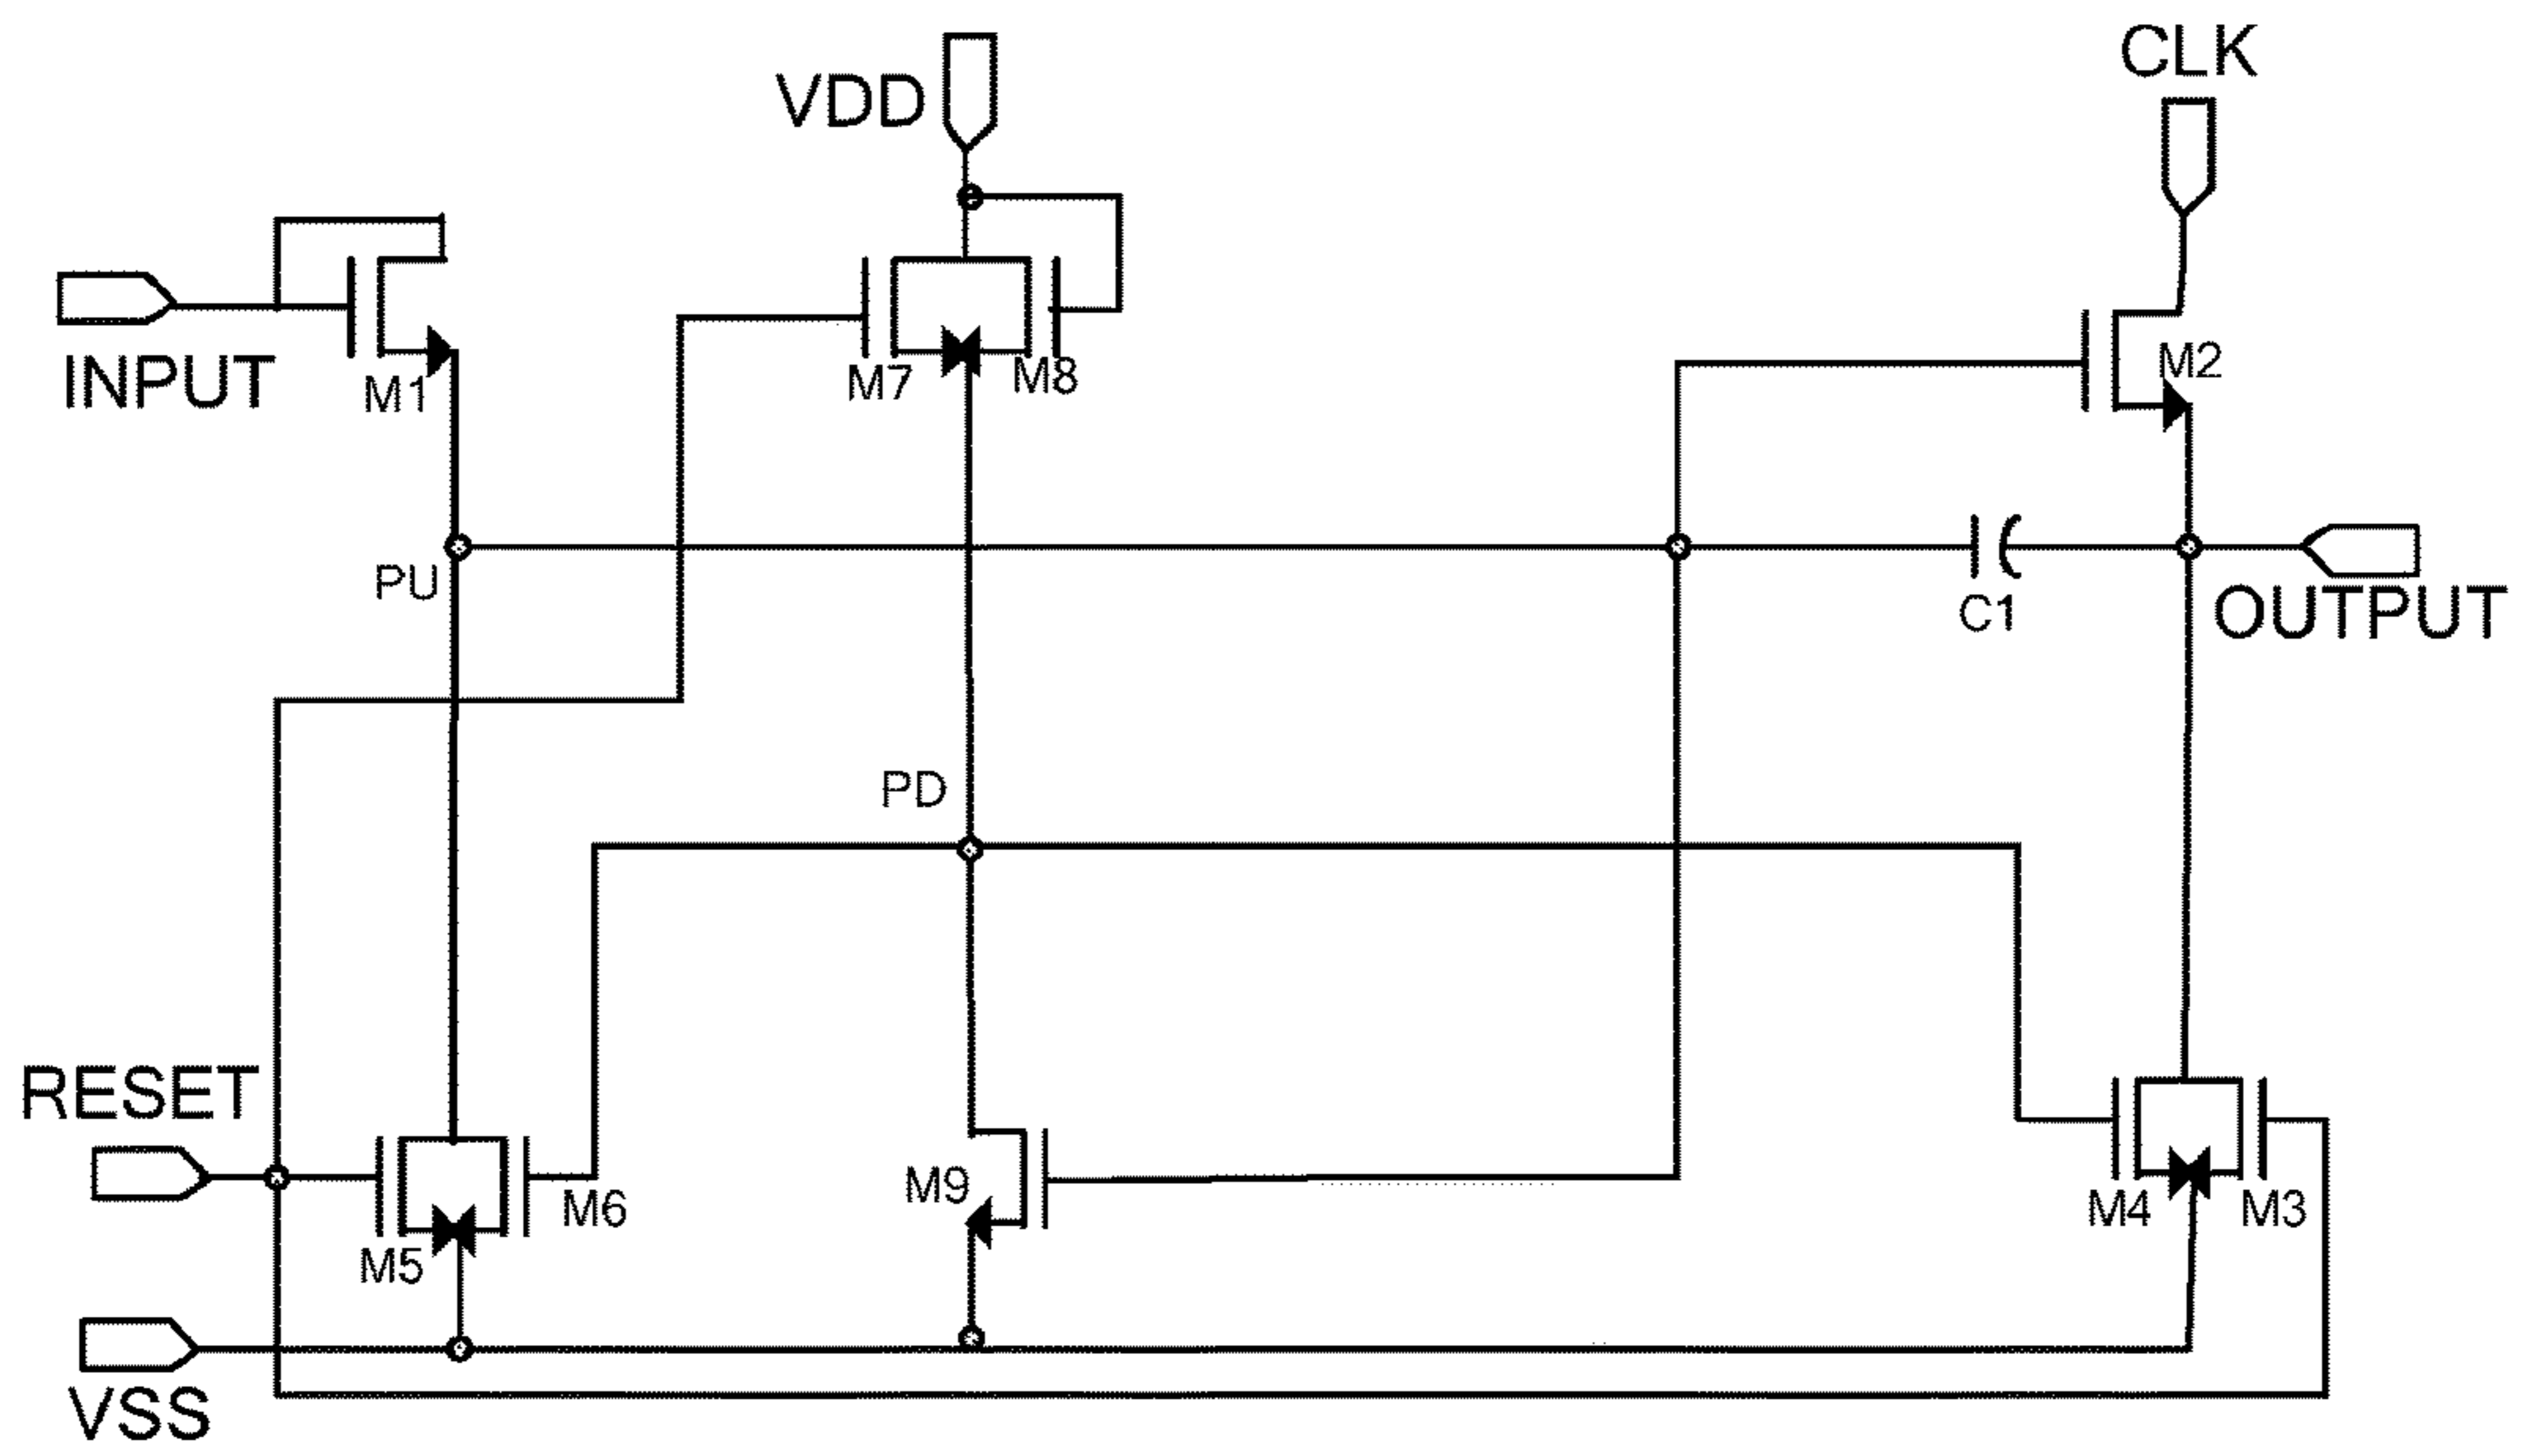 CLK
VDD
INPUT
M1
M7
M8
M2
PU
C1
OUTPUT
PD
RESET
M9
M6
M4
M3
M5
VSS